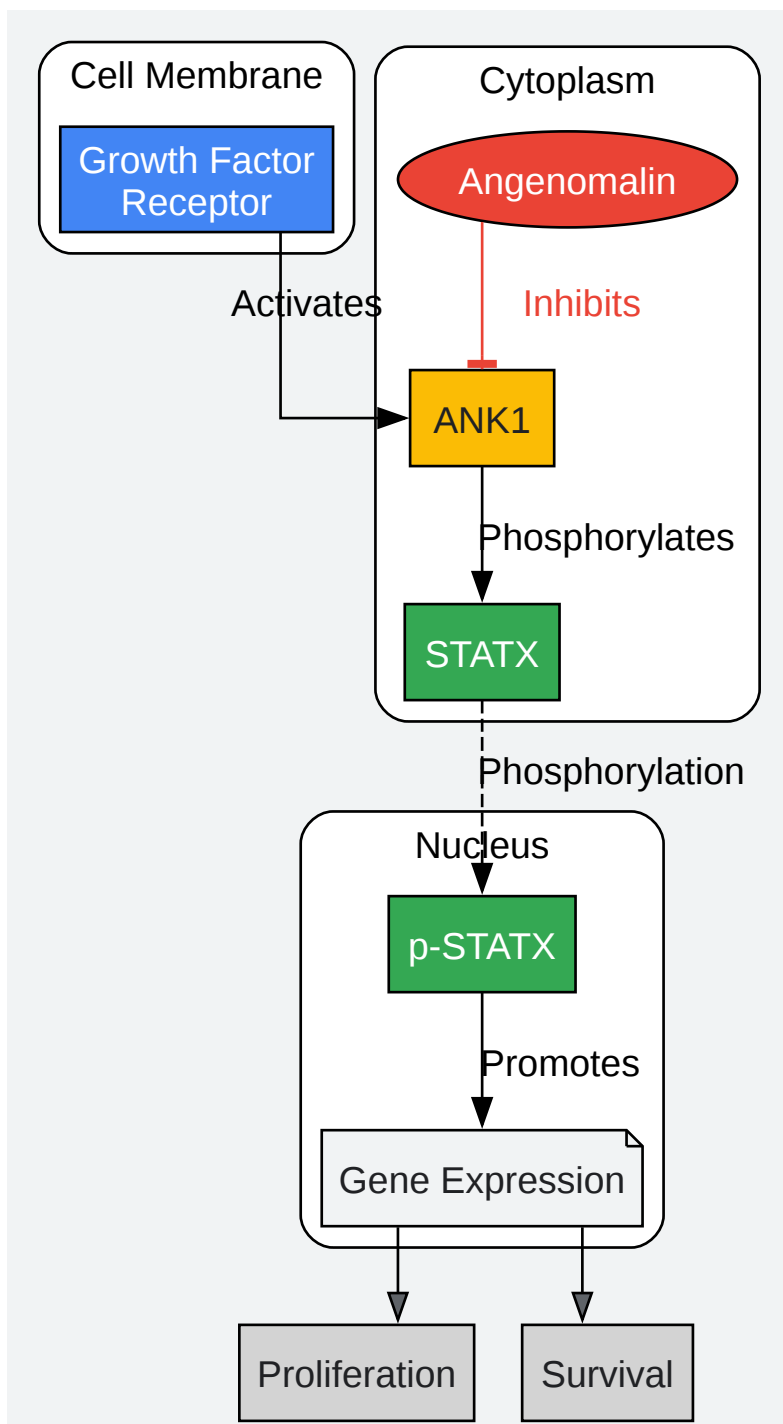 Cell Membrane
Growth Factor
Receptor
Cytoplasm
Angenomalin
Activates
Inhibits
ANK1
Phosphorylates
STATX
Phosphorylation
Nucleus
p-STATX
Promotes
Gene Expression
Proliferation
Survival